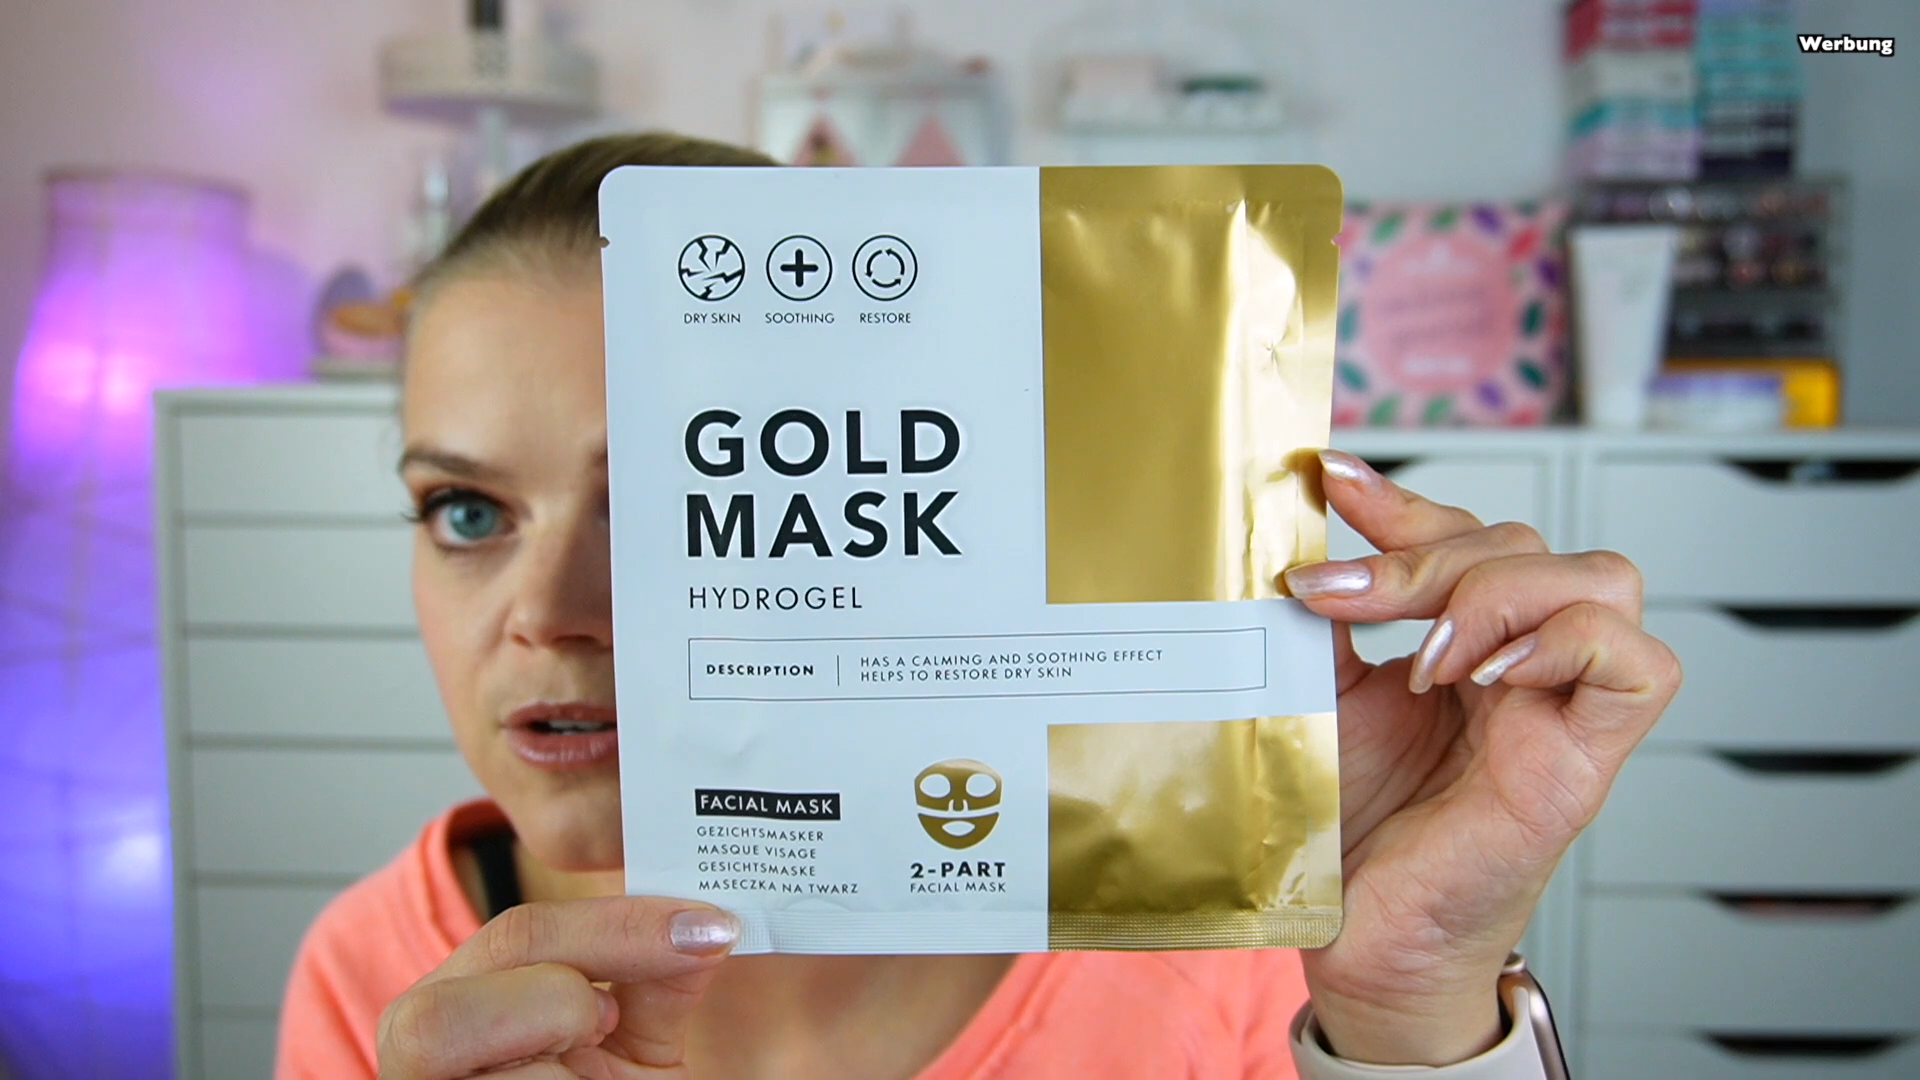 Werbung
DRY SKIN
SOOTHING
RESTORE
GOLD
MASK
HYDROGEL
DESCRIPTION
HAS A CALMING AND SOOTHING EFFECT
HELPS TO RESTORE DRY SKIN
FACIAL MASK
GEZICHTSMASKER
MASQUE VISAGE
GESICHTSMASKE
MASECZKA NA TWARZ
2-PART
FACIAL MASK